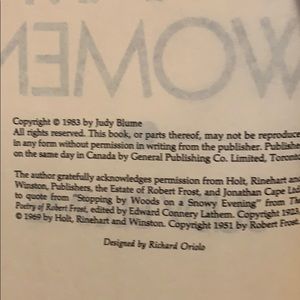 WOMEN
Copyright © 1983 by Judy Blume
All rights reserved. This book, or parts thereof, may not be reproduc
in any form without permission in writing from the publisher. Publishe
on the same day in Canada by General Publishing Co. Limited, Toronto
The author gratefully acknowledges permission from Holt, Rinehart and
Winston, Publishers, the Estate of Robert Frost, and Jonathan Cape Ltd
to quote from "Stopping by Woods on a Snowy Evening" from The
Poetry of Robert Frost, edited by Edward Connery Lathem. Copyright 1923,
© 1969 by Holt, Rinehart and Winston. Copyright 1951 by Robert Frost.
Designed by Richard Oriolo